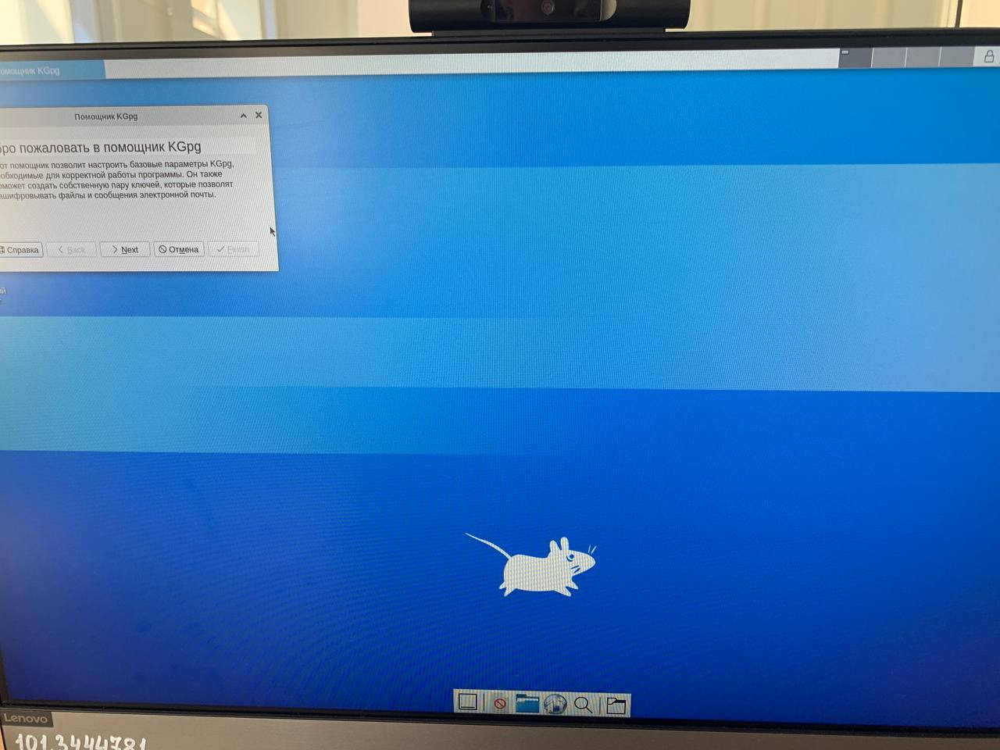 омощник KGpg
Помощник KGpg
ро пожаловать в помощник KGpg
от помощник позволит настроить базовые параметры KGpg,
обходимые для корректной работы программы. Он также
оможет создать собственную пару ключей, которые позволят
ашифровывать файлы и сообщения электронной почты.
Справка
Back
Next
Отмена
Finish
ий
Lenovo
101.3444781